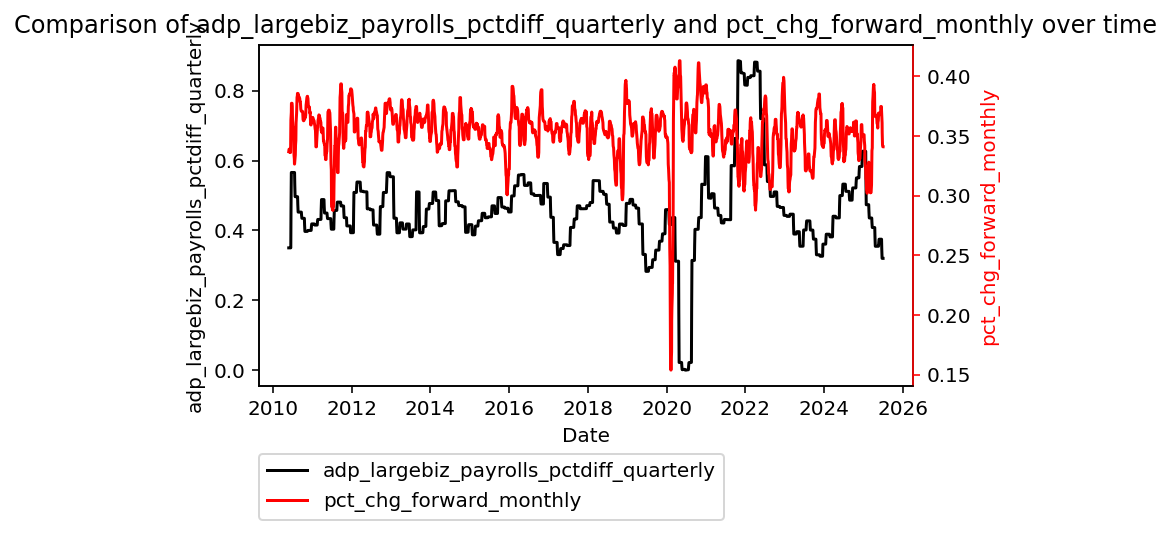 Comparison of adp_largebiz_payrolls_pctdiff_quarterly and pct_chg_forward_monthly over time
adp_largebiz_payrolls_pctdiff_quarterly
0.8
0.6
0.4
0.2
0.0
0.40
0.35
0.30
0.25
0.20
0.15
pct_chg_forward_monthly
2010 2012 2014 2016 2018 2020 2022 2024 2026
Date
adp_largebiz_payrolls_pctdiff_quarterly
pct_chg_forward_monthly